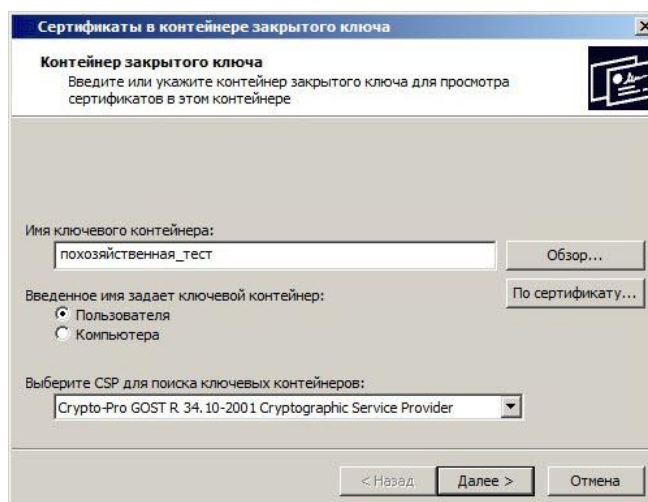 Сертификаты в контейнере закрытого ключа
Контейнер закрытого ключа
Введите или укажите контейнер закрытого ключа для просмотра
сертификатов в этом контейнере
Имя ключевого контейнера:
похозяйственная_тест
Обзор...
Введенное имя задает ключевой контейнер:
По сертификату...
Пользователя
Компьютера
Выберите CSP для поиска ключевых контейнеров:
Crypto-Pro GOST R 34.10-2001 Cryptographic Service Provider
< Назад
Далее >
Отмена